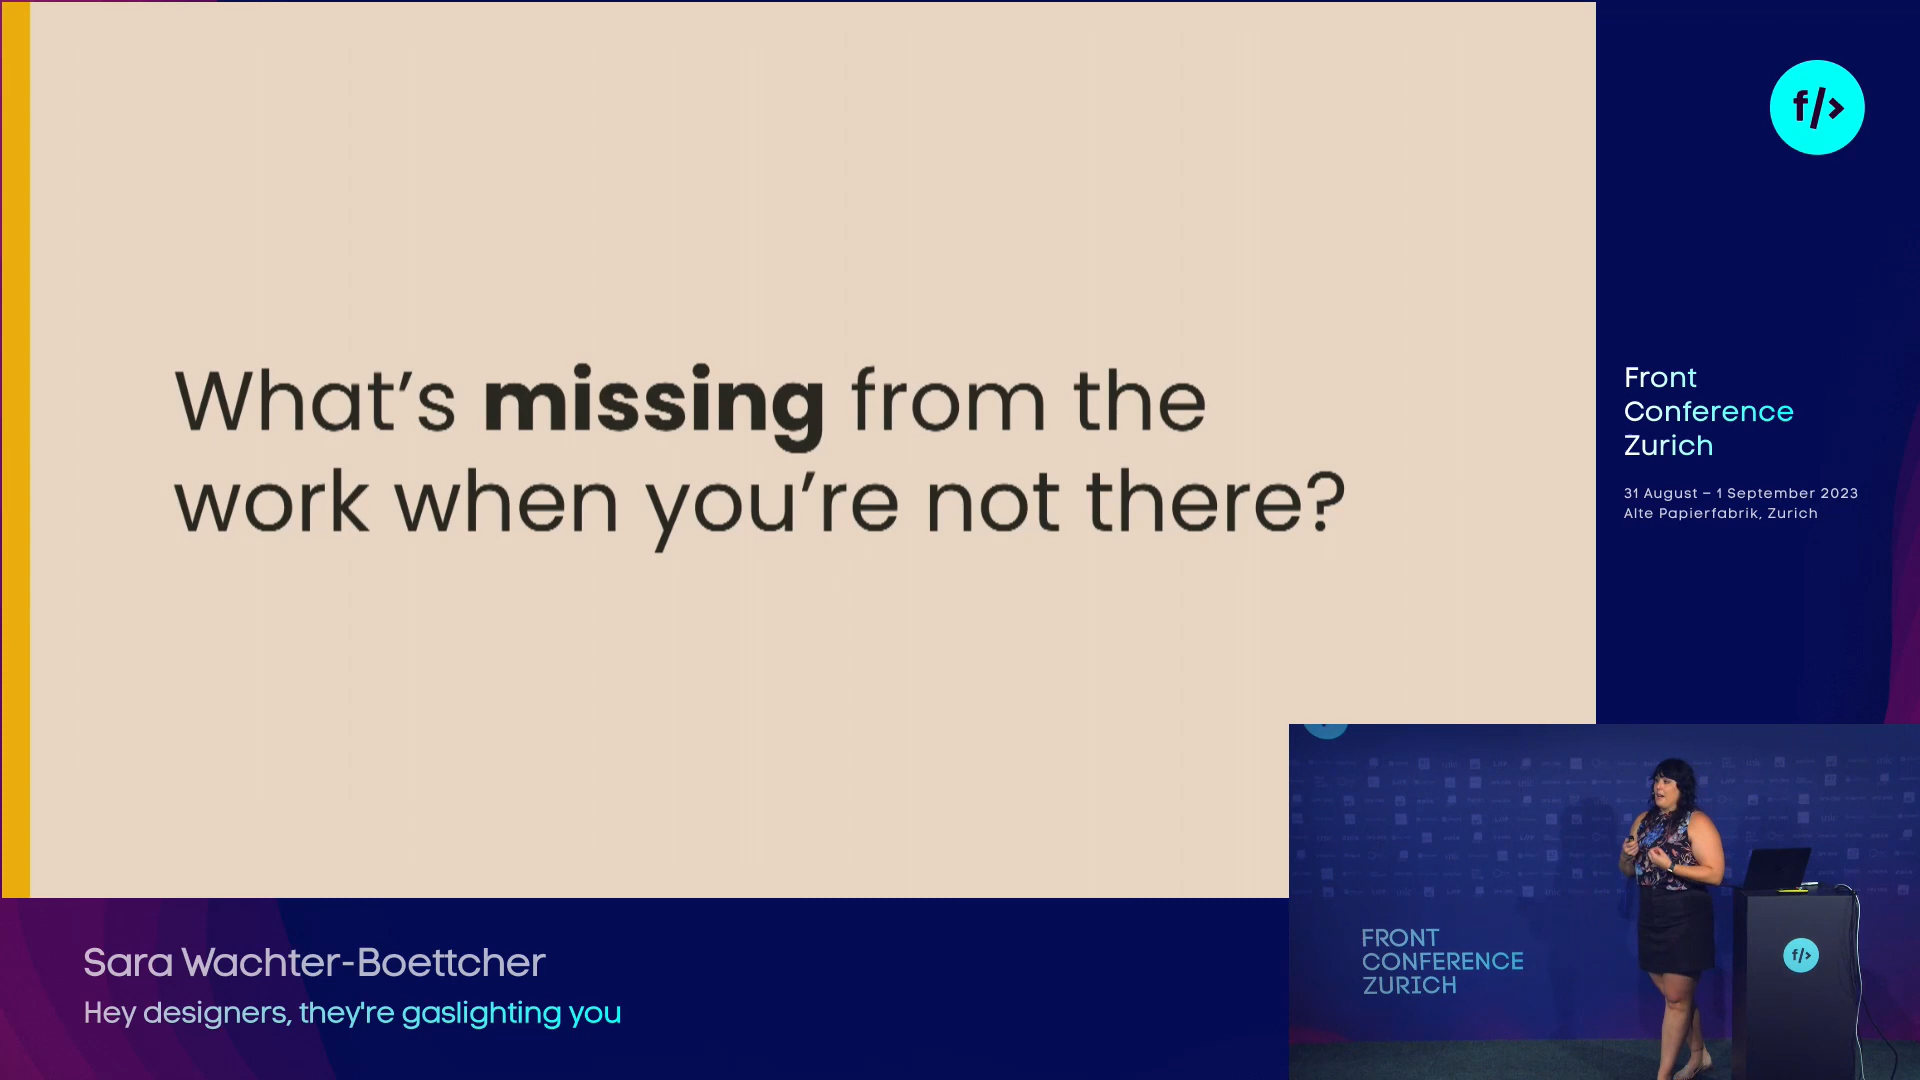 What's missing from the
work when you're not there?
f/>
Front
Conference
Zurich
31 August – 1 September 2023
Alte Papierfabrik, Zurich
Sara Wachter-Boettcher
Hey designers, they're gaslighting you
FRONT
CONFERENCE
ZURICH
f/>